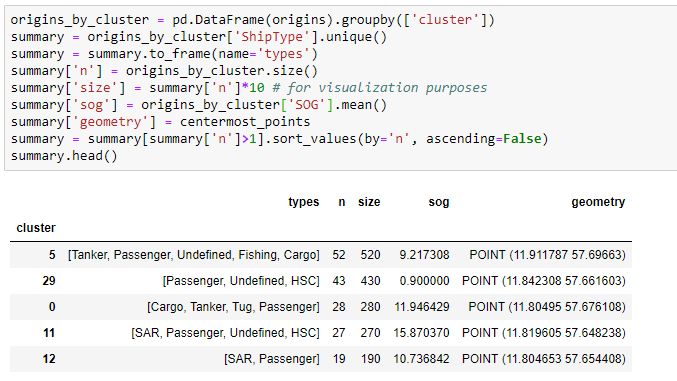 origins_by_cluster = pd.DataFrame(origins).groupby(['cluster'])
summary = origins_by_cluster['ShipType'].unique()
summary = summary.to_frame(name='types')
summary['n'] = origins_by_cluster.size()
summary['size'] = summary['n']*10 # for visualization purposes
summary['sog'] = origins_by_cluster['SOG'].mean()
summary['geometry'] = centermost_points
summary = summary[summary['n']>1].sort_values(by='n', ascending=False)
summary.head()
types n size sog geometry
cluster
5 [Tanker, Passenger, Undefined, Fishing, Cargo] 52 520 9.217308 POINT (11.911787 57.69663)
29 [Passenger, Undefined, HSC] 43 430 0.900000 POINT (11.842308 57.661603)
0 [Cargo, Tanker, Tug, Passenger] 28 280 11.946429 POINT (11.80495 57.676108)
11 [SAR, Passenger, Undefined, HSC] 27 270 15.870370 POINT (11.819605 57.648238)
12 [SAR, Passenger] 19 190 10.736842 POINT (11.804653 57.654408)